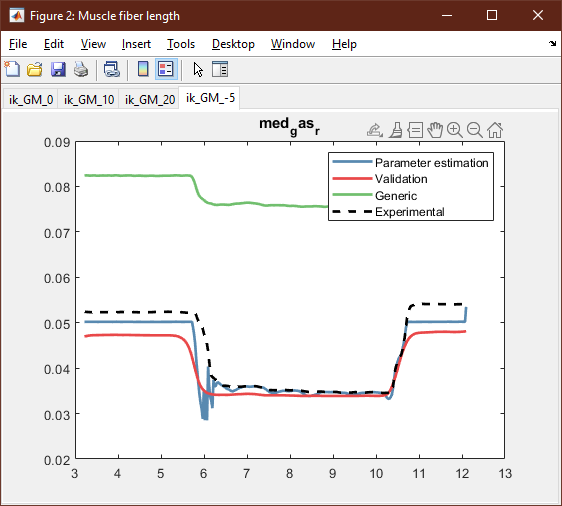 Figure 2: Muscle fiber length
File Edit View Insert Tools Desktop Window Help
ik_GM_0 ik_GM_10 ik_GM_20 ik_GM_-5
med_gas_r
0.09
Parameter estimation
Validation
0.08
Generic
Experimental
0.07
0.06
0.05
0.04
0.03
0.02
3 4 5 6 7 8 9 10 11 12 13